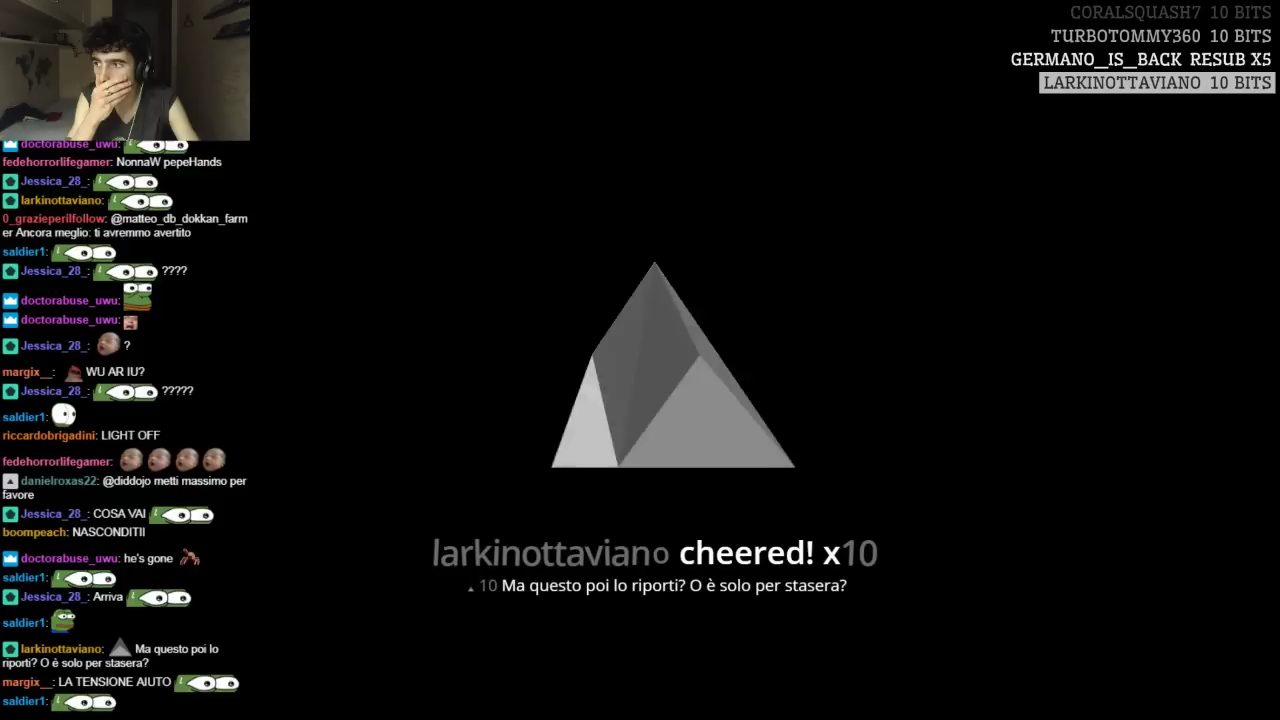 CORALSQUASH7 10 BITS
TURBOTOMMY360 10 BITS
GERMANO_IS_BACK RESUB X5
LARKINOTTAVIANO 10 BITS
doctorabuse_uwu:
fedehorrorlifegamer: NonnaW pepeHands
Jessica_28_:
larkinottaviano:
0_grazieperilfollow: @matteo_db_dokkan_farm
er Ancora meglio: ti avremmo avertito
saldier1:
Jessica_28_: ????
doctorabuse_uwu:
doctorabuse_uwu:
Jessica_28_: ?
margix__: WU AR IU?
Jessica_28_: ?????
saldier1:
riccardobrigadini: LIGHT OFF
fedehorrorlifegamer:
danielroxas22: @diddojo metti massimo per
favore
Jessica_28_: COSA VAI
boompeach: NASCONDITII
doctorabuse_uwu: he's gone
saldier1:
Jessica_28_: Arriva
saldier1:
larkinottaviano: Ma questo poi lo
riporti? O è solo per stasera?
margix__: LA TENSIONE AIUTO
saldier1:
larkinottaviano cheered! x10
10 Ma questo poi lo riporti? O è solo per stasera?